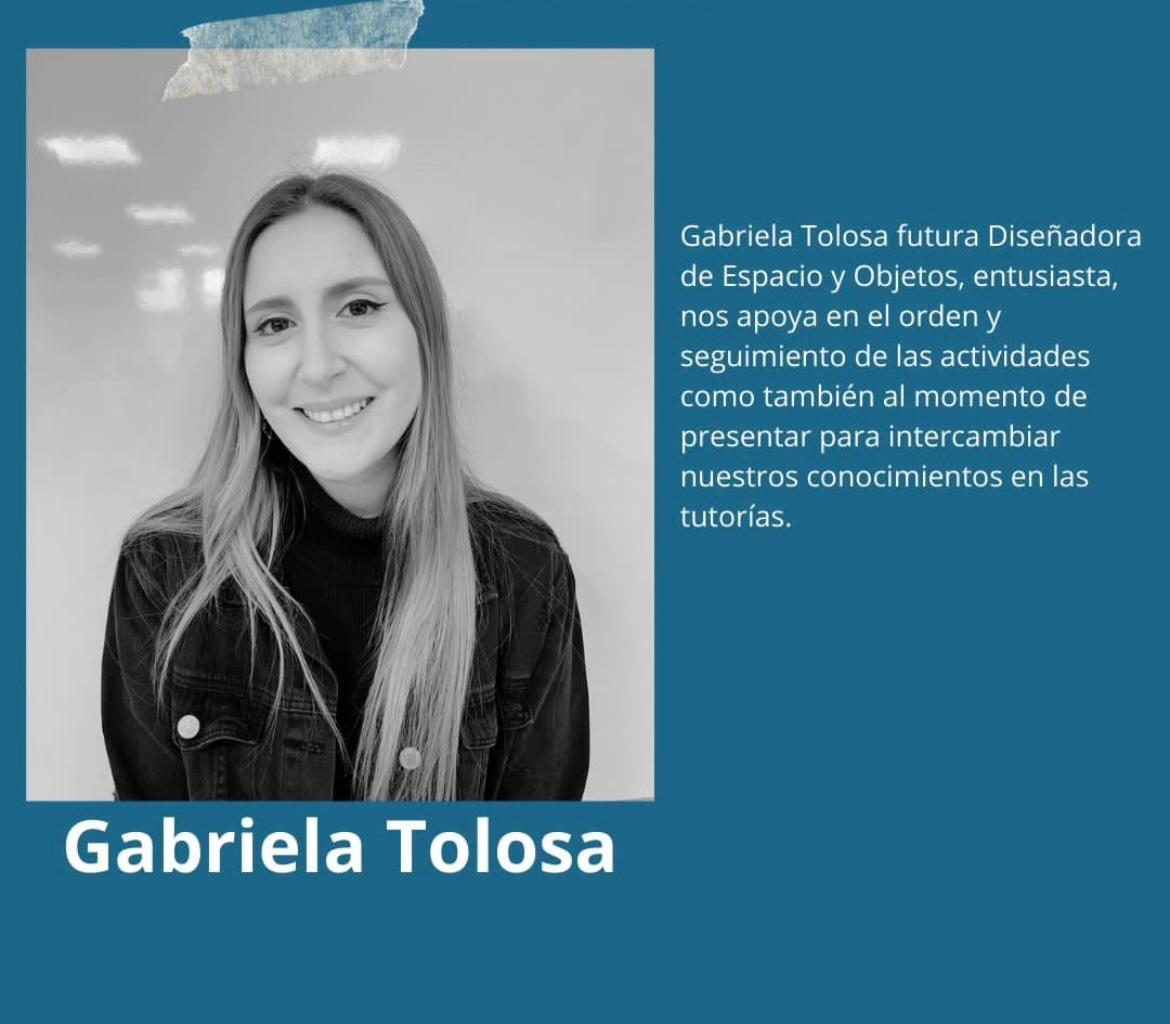 Gabriela Tolosa futura Diseñadora
de Espacio y Objetos, entusiasta,
nos apoya en el orden y
seguimiento de las actividades
como también al momento de
presentar para intercambiar
nuestros conocimientos en las
tutorías.
Gabriela Tolosa